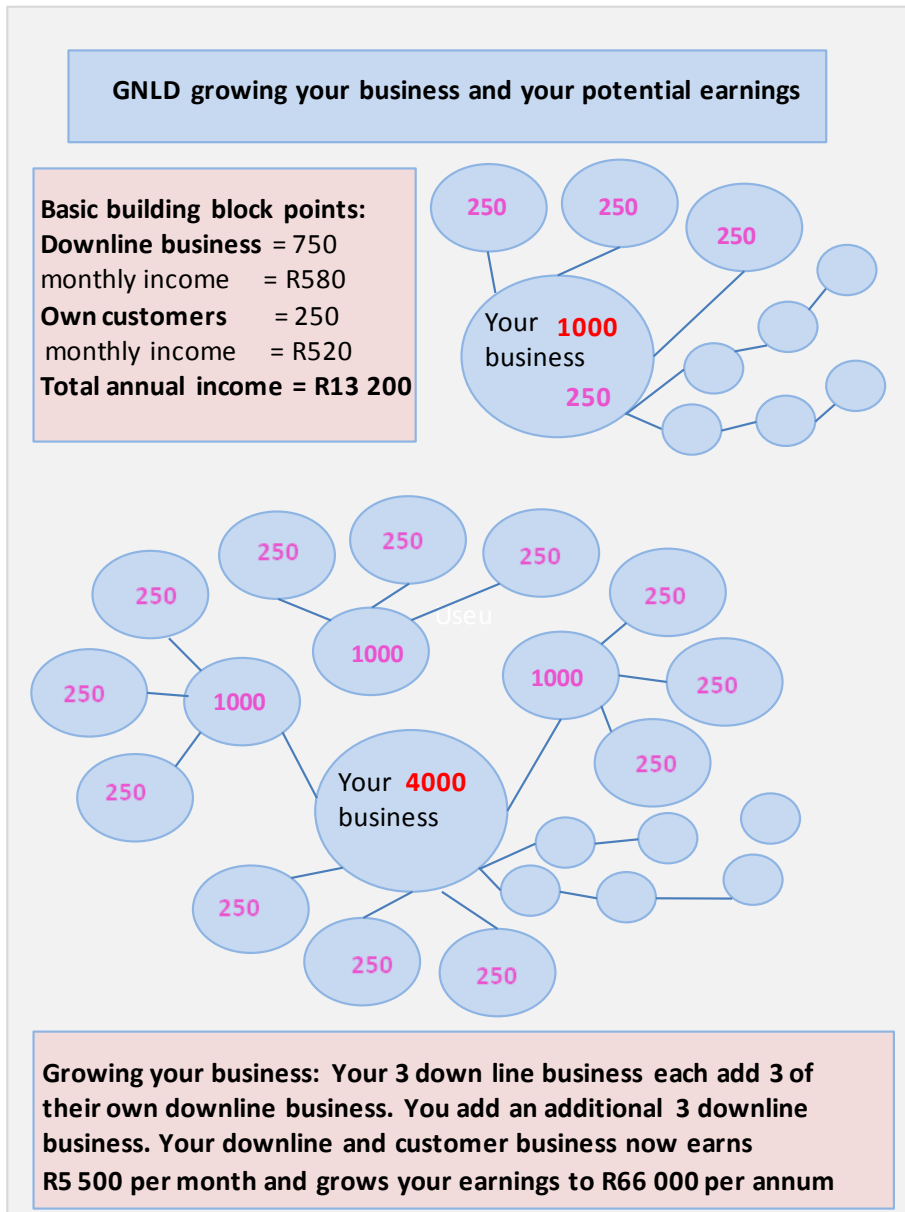 GNLD growing your business and your potential earnings
Basic building block points:
Downline business = 750
monthly income = R580
Own customers = 250
monthly income = R520
Total annual income = R13 200
250
250
250
Your 1000
business
250
250
250
250
250
250
250
1000
1000
250
1000
250
250
250
Your 4000
business
250
250
250
Useu
Growing your business: Your 3 down line business each add 3 of
their own downline business. You add an additional 3 downline
business. Your downline and customer business now earns
R5 500 per month and grows your earnings to R66 000 per annum